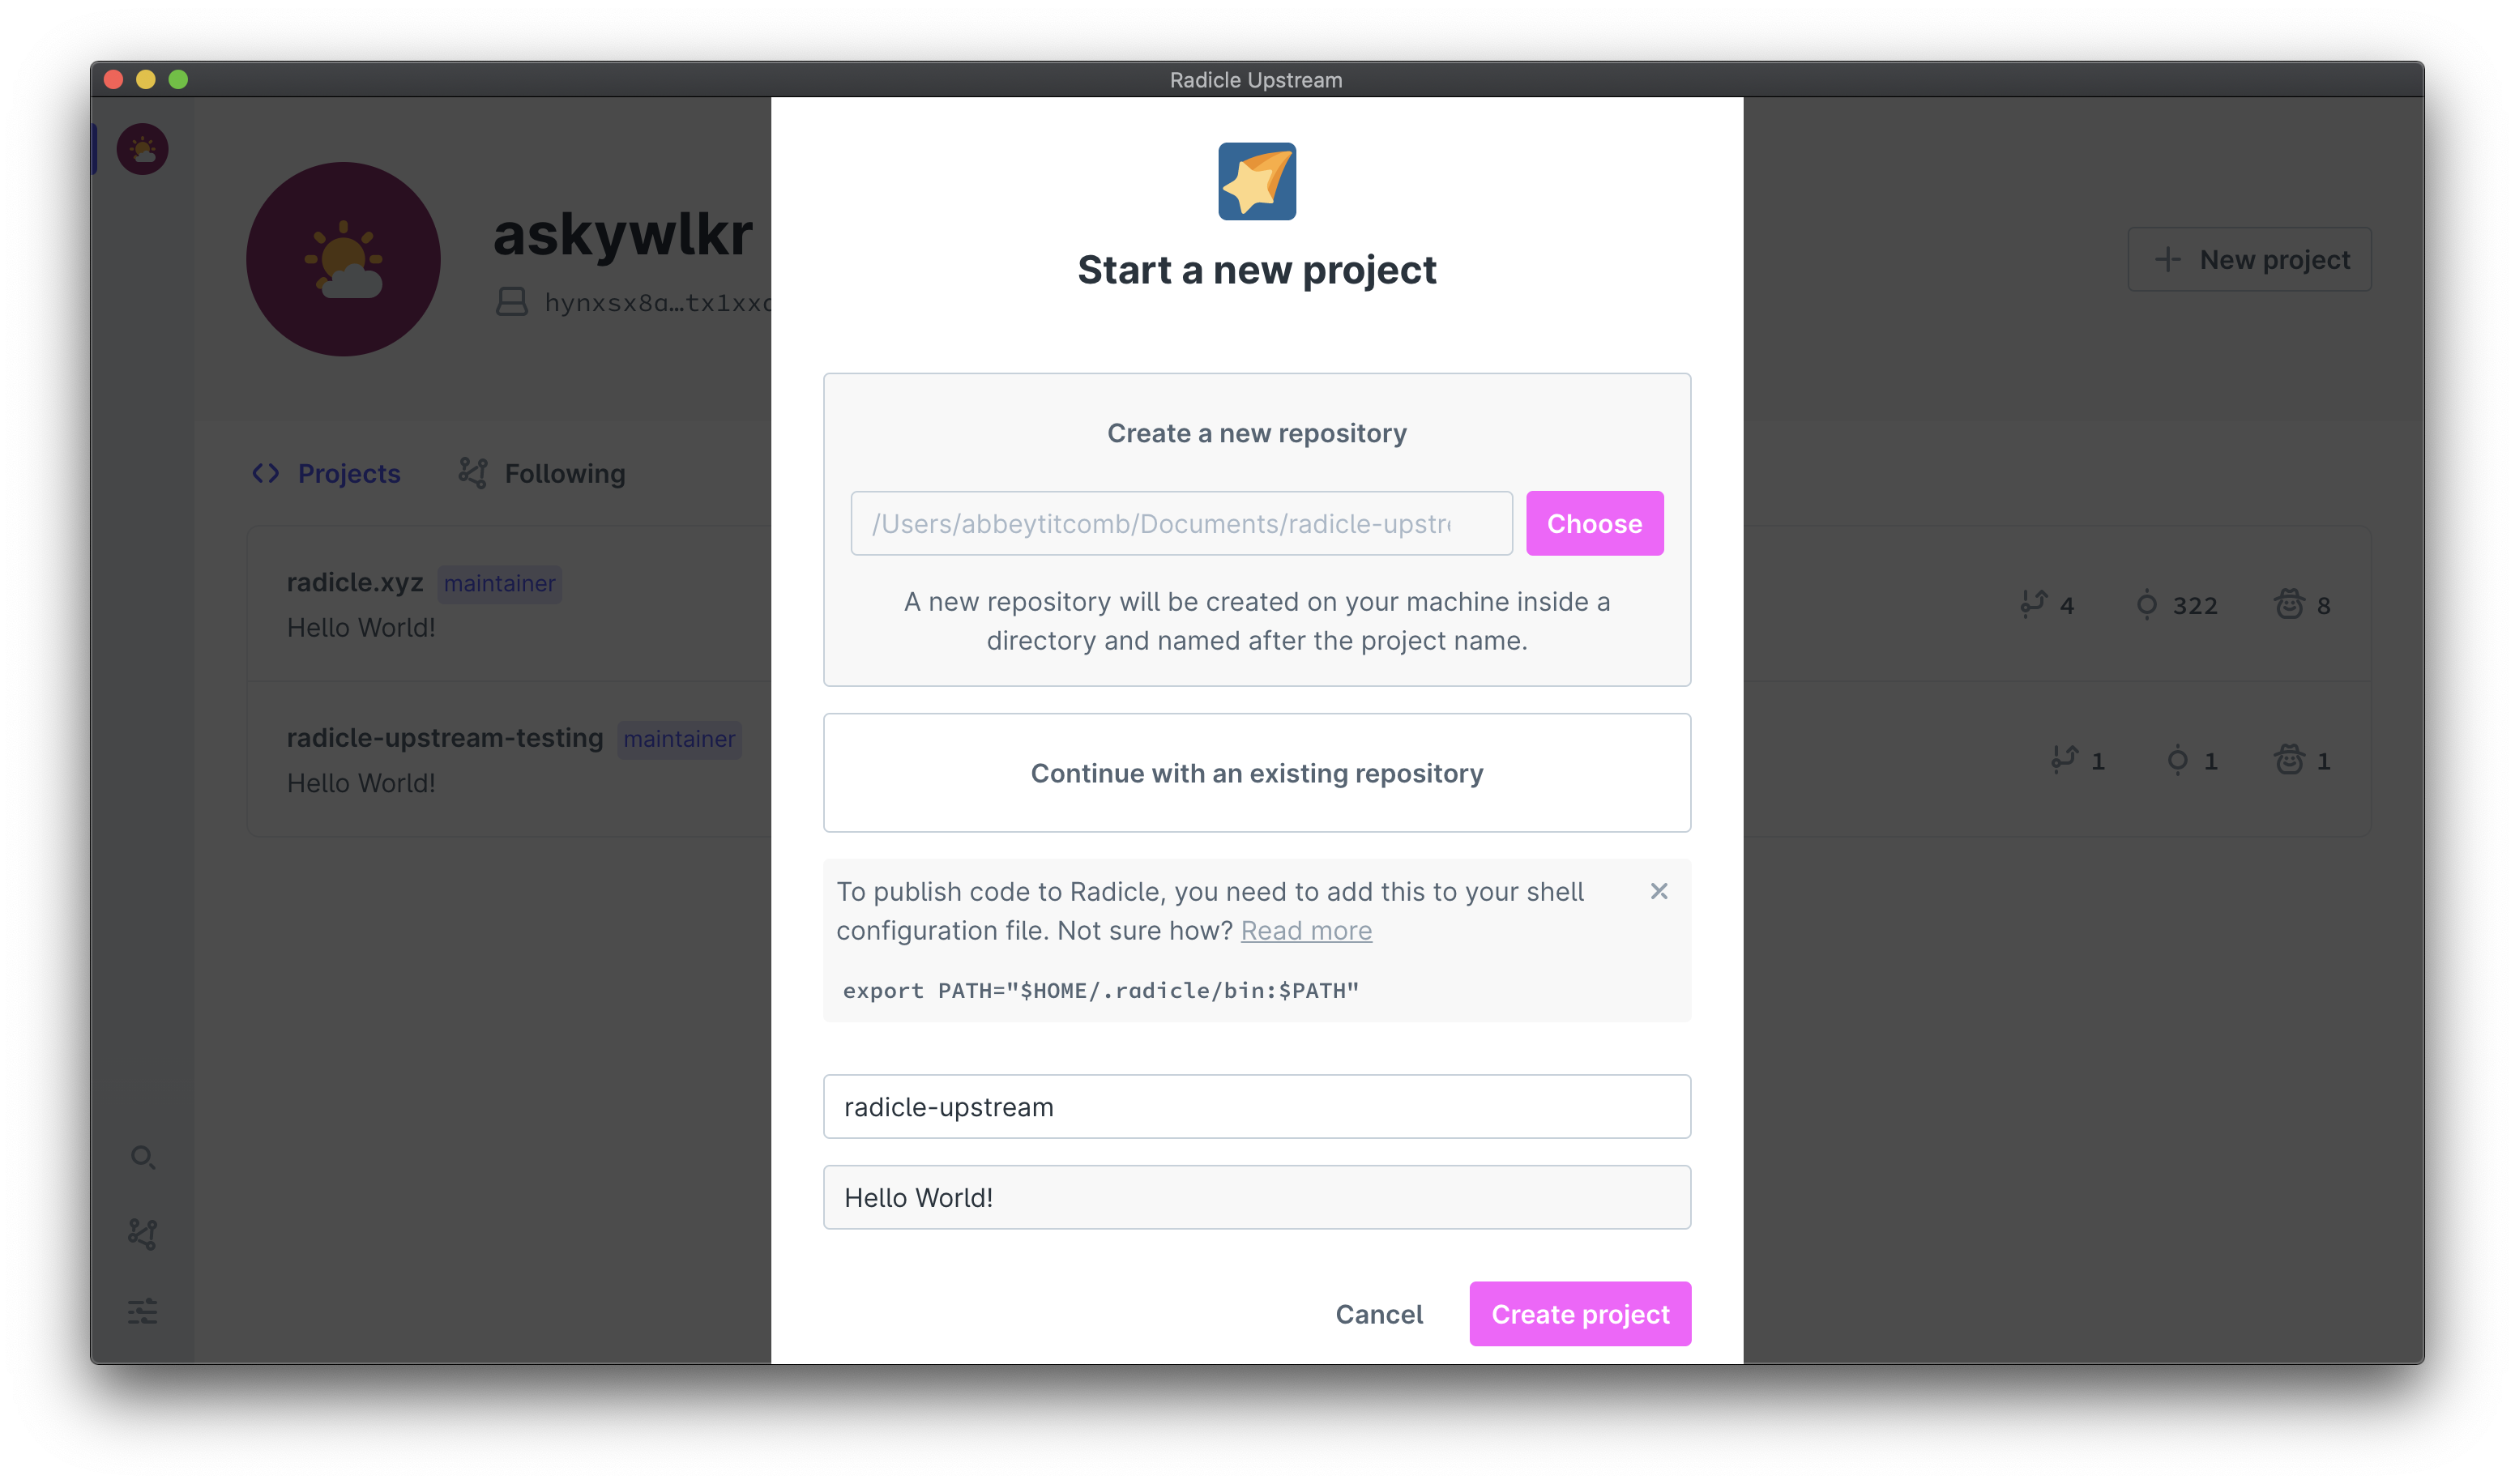 Radicle Upstream
askywlkr
hynxsx8a…tx1xx
New project
Projects
Following
radicle.xyz maintainer
Hello World!
4 322 8
radicle-upstream-testing maintainer
Hello World!
1 1 1
Start a new project
Create a new repository
/Users/abbeytitcomb/Documents/radicle-upstr
Choose
A new repository will be created on your machine inside a
directory and named after the project name.
Continue with an existing repository
To publish code to Radicle, you need to add this to your shell
configuration file. Not sure how? Read more
export PATH="$HOME/.radicle/bin:$PATH"
radicle-upstream
Hello World!
Cancel
Create project